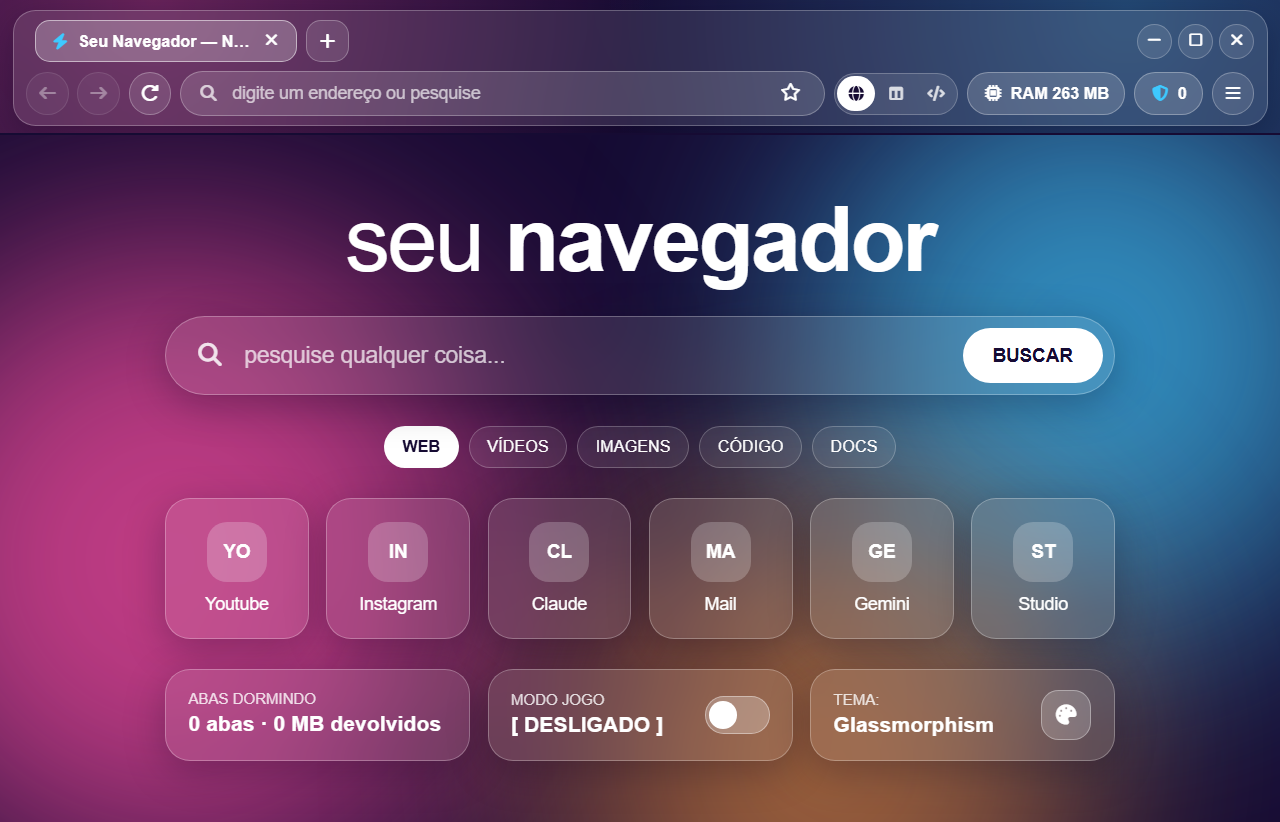 Seu Navegador — N...
digite um endereço ou pesquise
RAM 263 MB
0
seu navegador
pesquise qualquer coisa...
BUSCAR
WEB
VÍDEOS
IMAGENS
CÓDIGO
DOCS
YO
IN
CL
MA
GE
ST
Youtube
Instagram
Claude
Mail
Gemini
Studio
ABAS DORMINDO
0 abas · 0 MB devolvidos
MODO JOGO
[ DESLIGADO ]
TEMA:
Glassmorphism